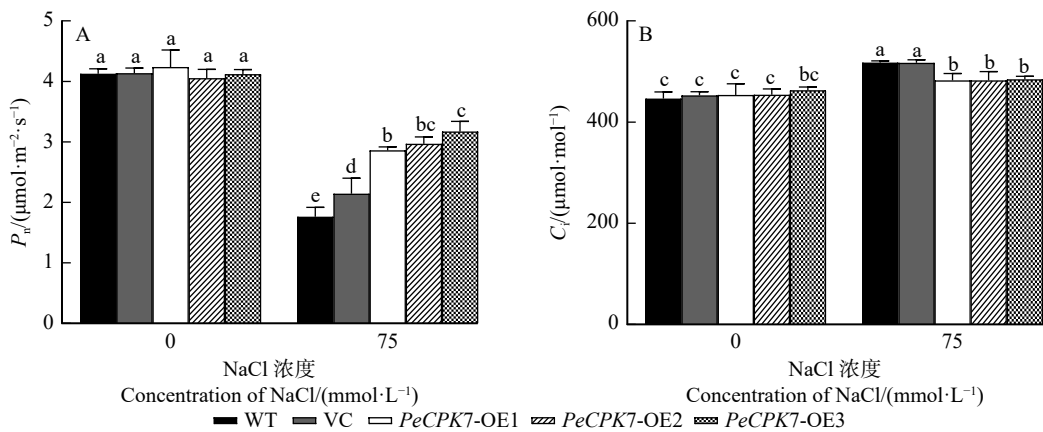 A
5
4
3
2
1
0
Pn/(μmol·m−2·s−1)
a a a a a
e d b bc c
0 75
NaCl 浓度
Concentration of NaCl/(mmol·L−1)
B
600
400
200
0
Ci/(μmol·mol−1)
c c c c bc
a a b b b
0 75
NaCl 浓度
Concentration of NaCl/(mmol·L−1)
WT VC PeCPK7-OE1 PeCPK7-OE2 PeCPK7-OE3